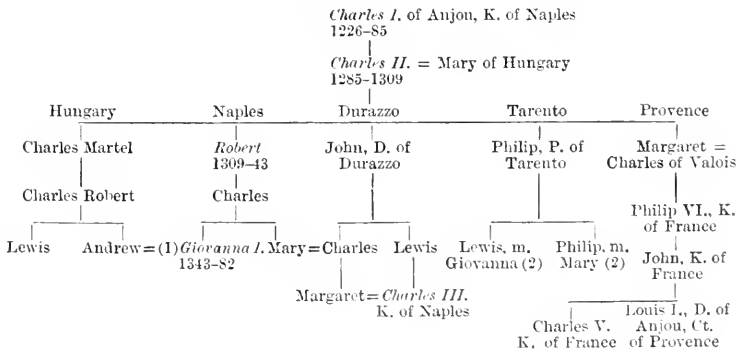 Charles I. of Anjou, K. of Naples
1226-85
Charles II. = Mary of Hungary
1285-1309
Hungary Naples Durazzo Tarento Provence
Charles Martel Robert John, D. of Philip, P. of Margaret =
1309-43 Durazzo Tarento Charles of Valois
Charles Robert Charles
Philip VI., K.
of France
Lewis Andrew=(1) Giovanna I. Mary=Charles Lewis Lewis, m. Philip, m. John, K. of
1343-82 Giovanna (2) Mary (2) France
Margaret=Charles III.
K. of Naples
Charles V. Louis I., D. of
K. of France Anjou, Ct.
of Provence